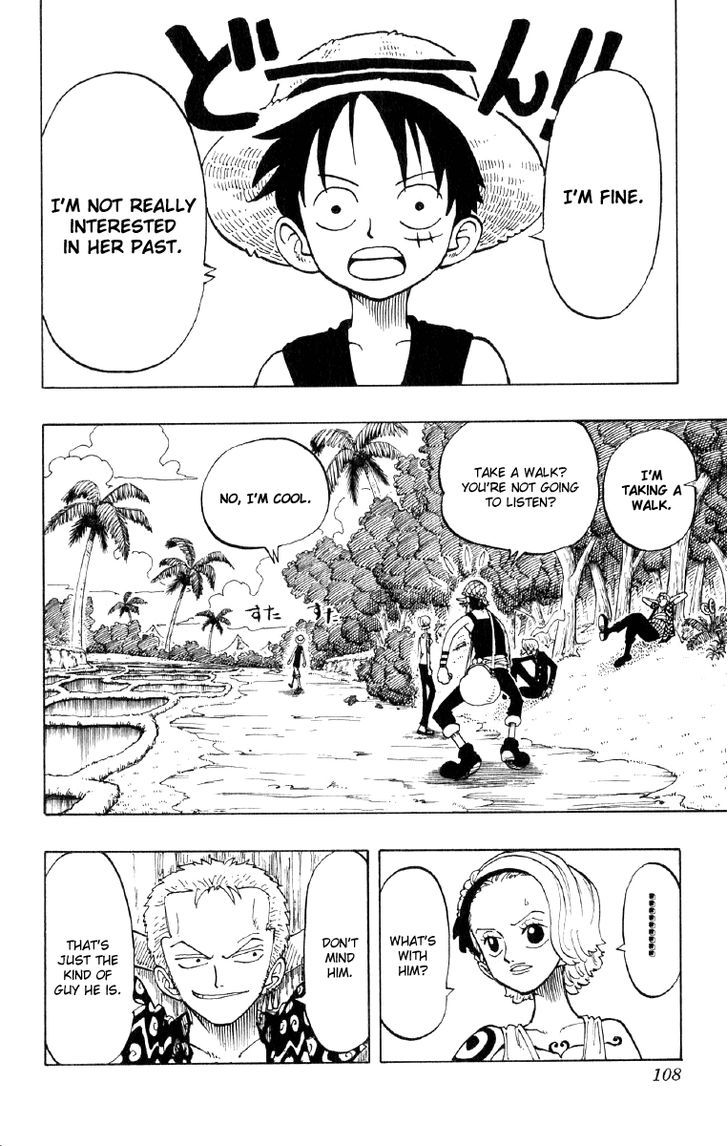 どん!!
I'M FINE.
I'M NOT REALLY
INTERESTED
IN HER PAST.
I'M
TAKING A
WALK.
TAKE A WALK?
YOU'RE NOT GOING
TO LISTEN?
NO, I'M COOL.
すた すた
.........
WHAT'S
WITH
HIM?
DON'T
MIND
HIM.
THAT'S
JUST THE
KIND OF
GUY HE IS.
108